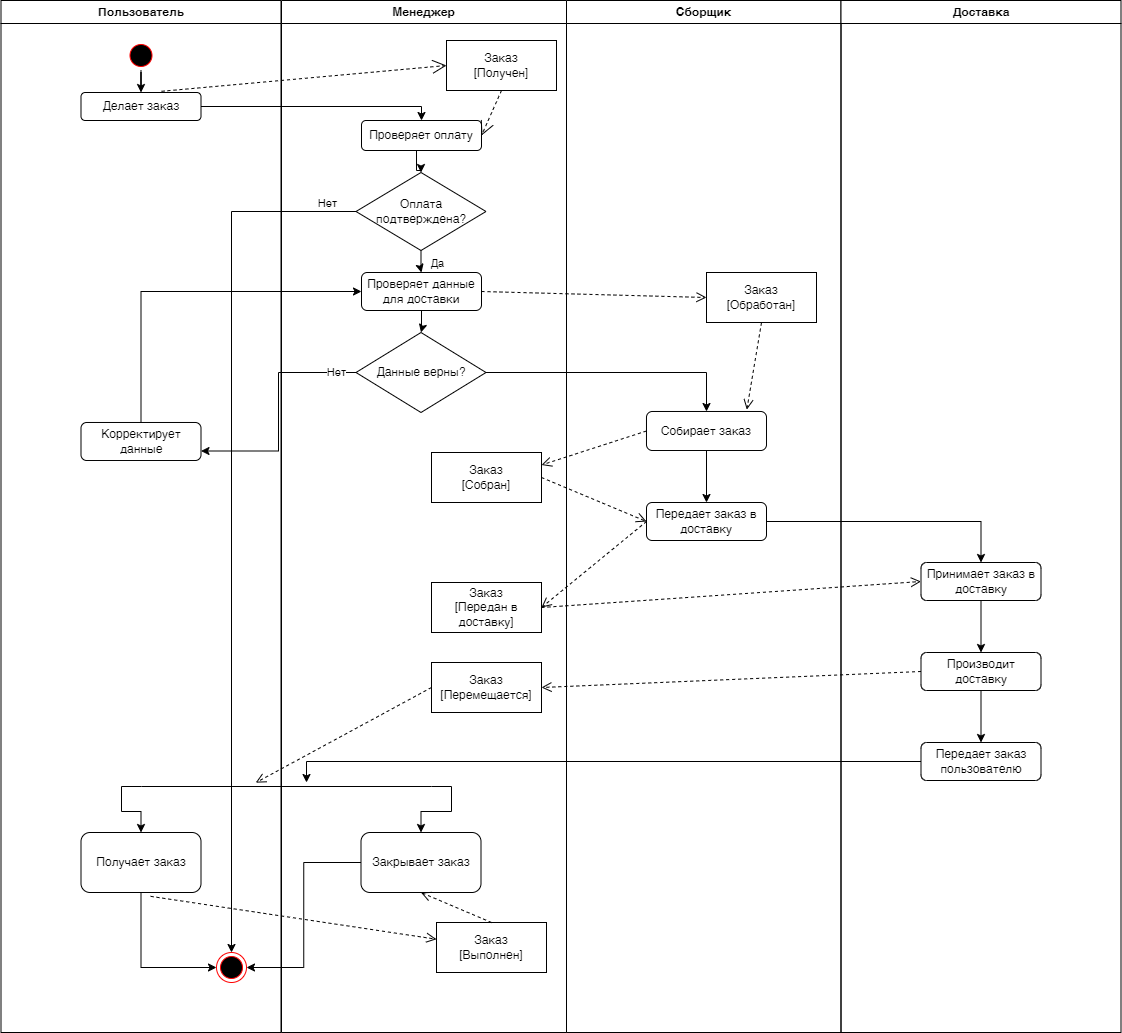 Пользователь
Менеджер
Сборщик
Доставка
Заказ
[Получен]
Делает заказ
Проверяет оплату
Нет
Оплата
подтверждена?
Да
Проверяет данные
для доставки
Заказ
[Обработан]
Нет
Данные верны?
Корректирует
данные
Собирает заказ
Заказ
[Собран]
Передает заказ в
доставку
Принимает заказ в
доставку
Заказ
[Передан в
доставку]
Производит
доставку
Заказ
[Перемещается]
Передает заказ
пользователю
Получает заказ
Закрывает заказ
Заказ
[Выполнен]